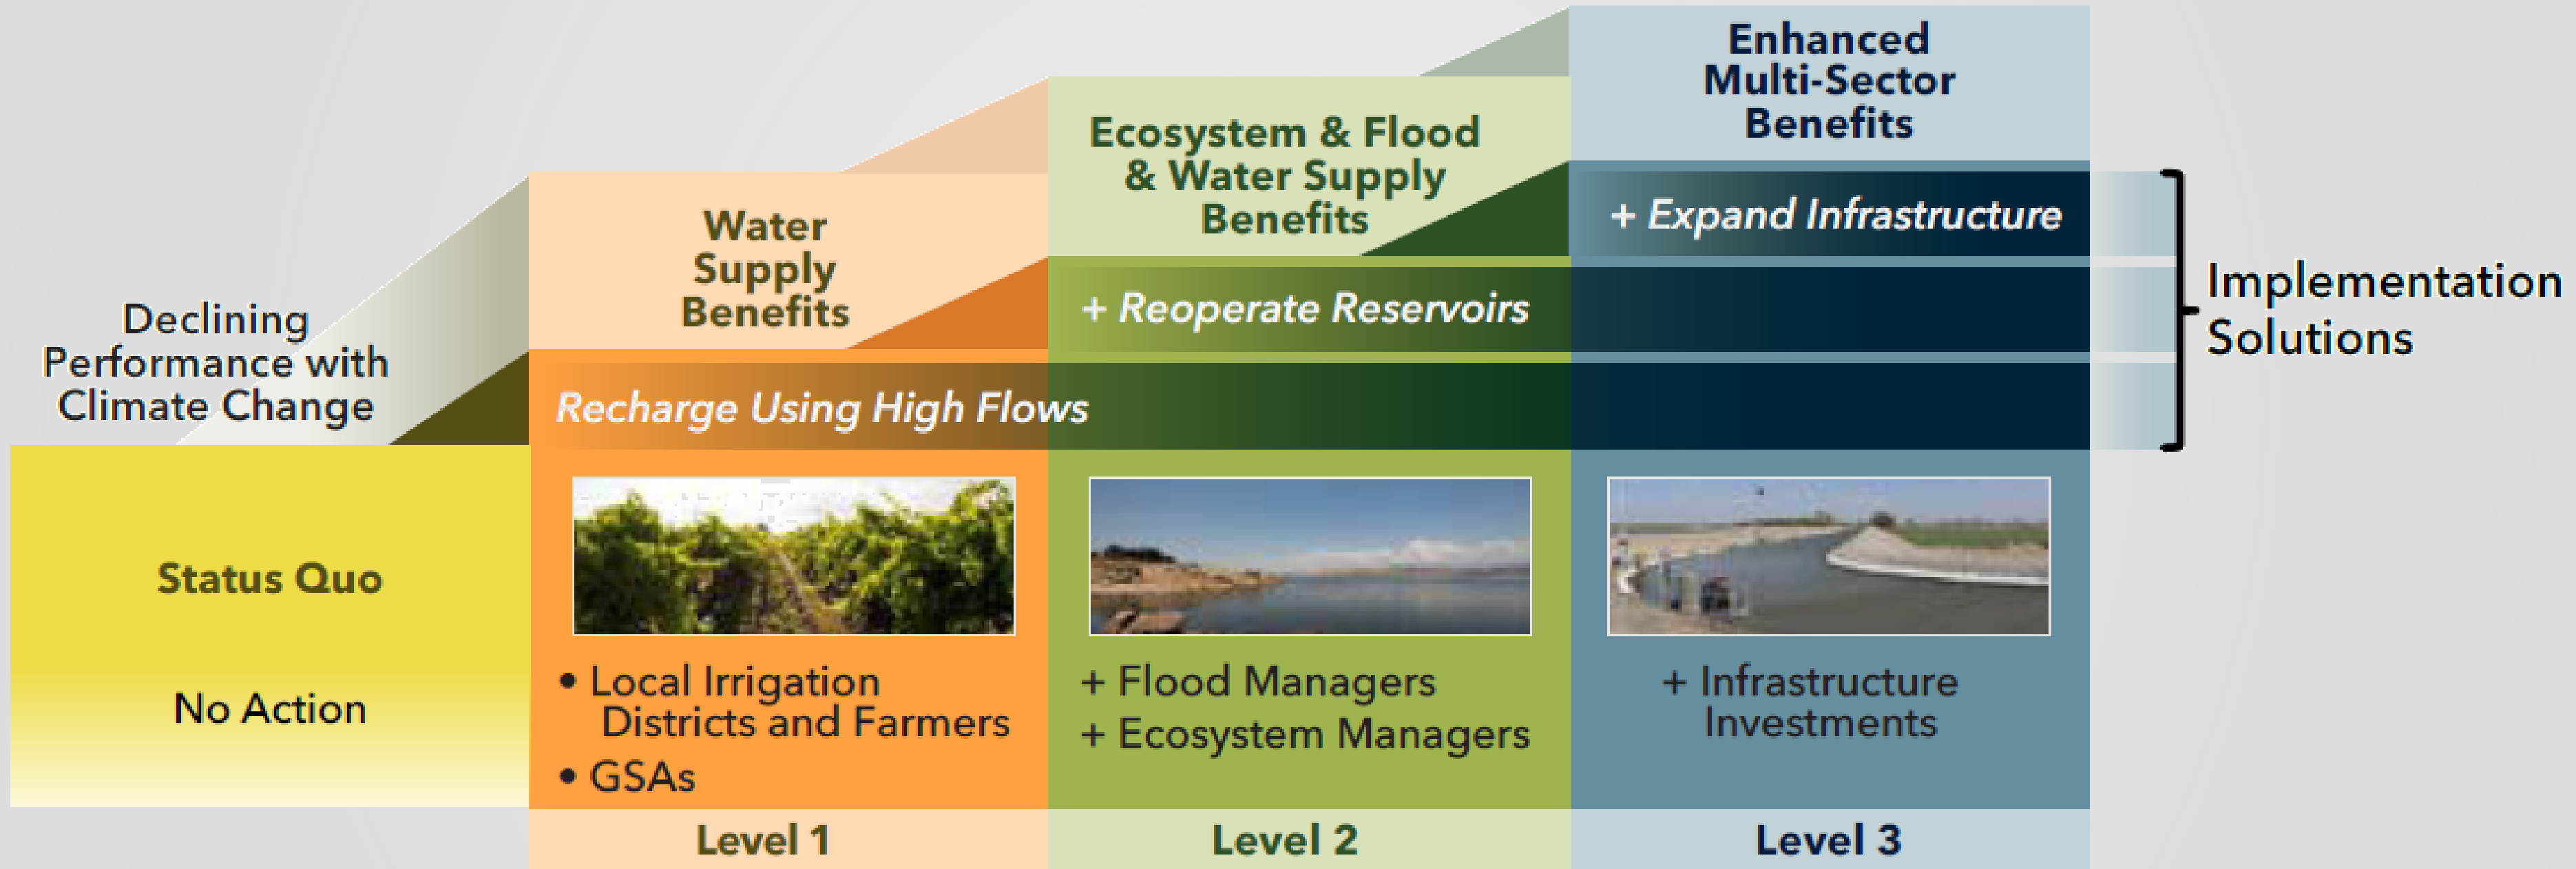 Declining
Performance with
Climate Change
Status Quo
No Action
Water
Supply
Benefits
Recharge Using High Flows
• Local Irrigation
Districts and Farmers
• GSAs
Level 1
Ecosystem & Flood
& Water Supply
Benefits
+ Reoperate Reservoirs
+ Flood Managers
+ Ecosystem Managers
Level 2
Enhanced
Multi-Sector
Benefits
+ Expand Infrastructure
+ Infrastructure
Investments
Level 3
Implementation
Solutions